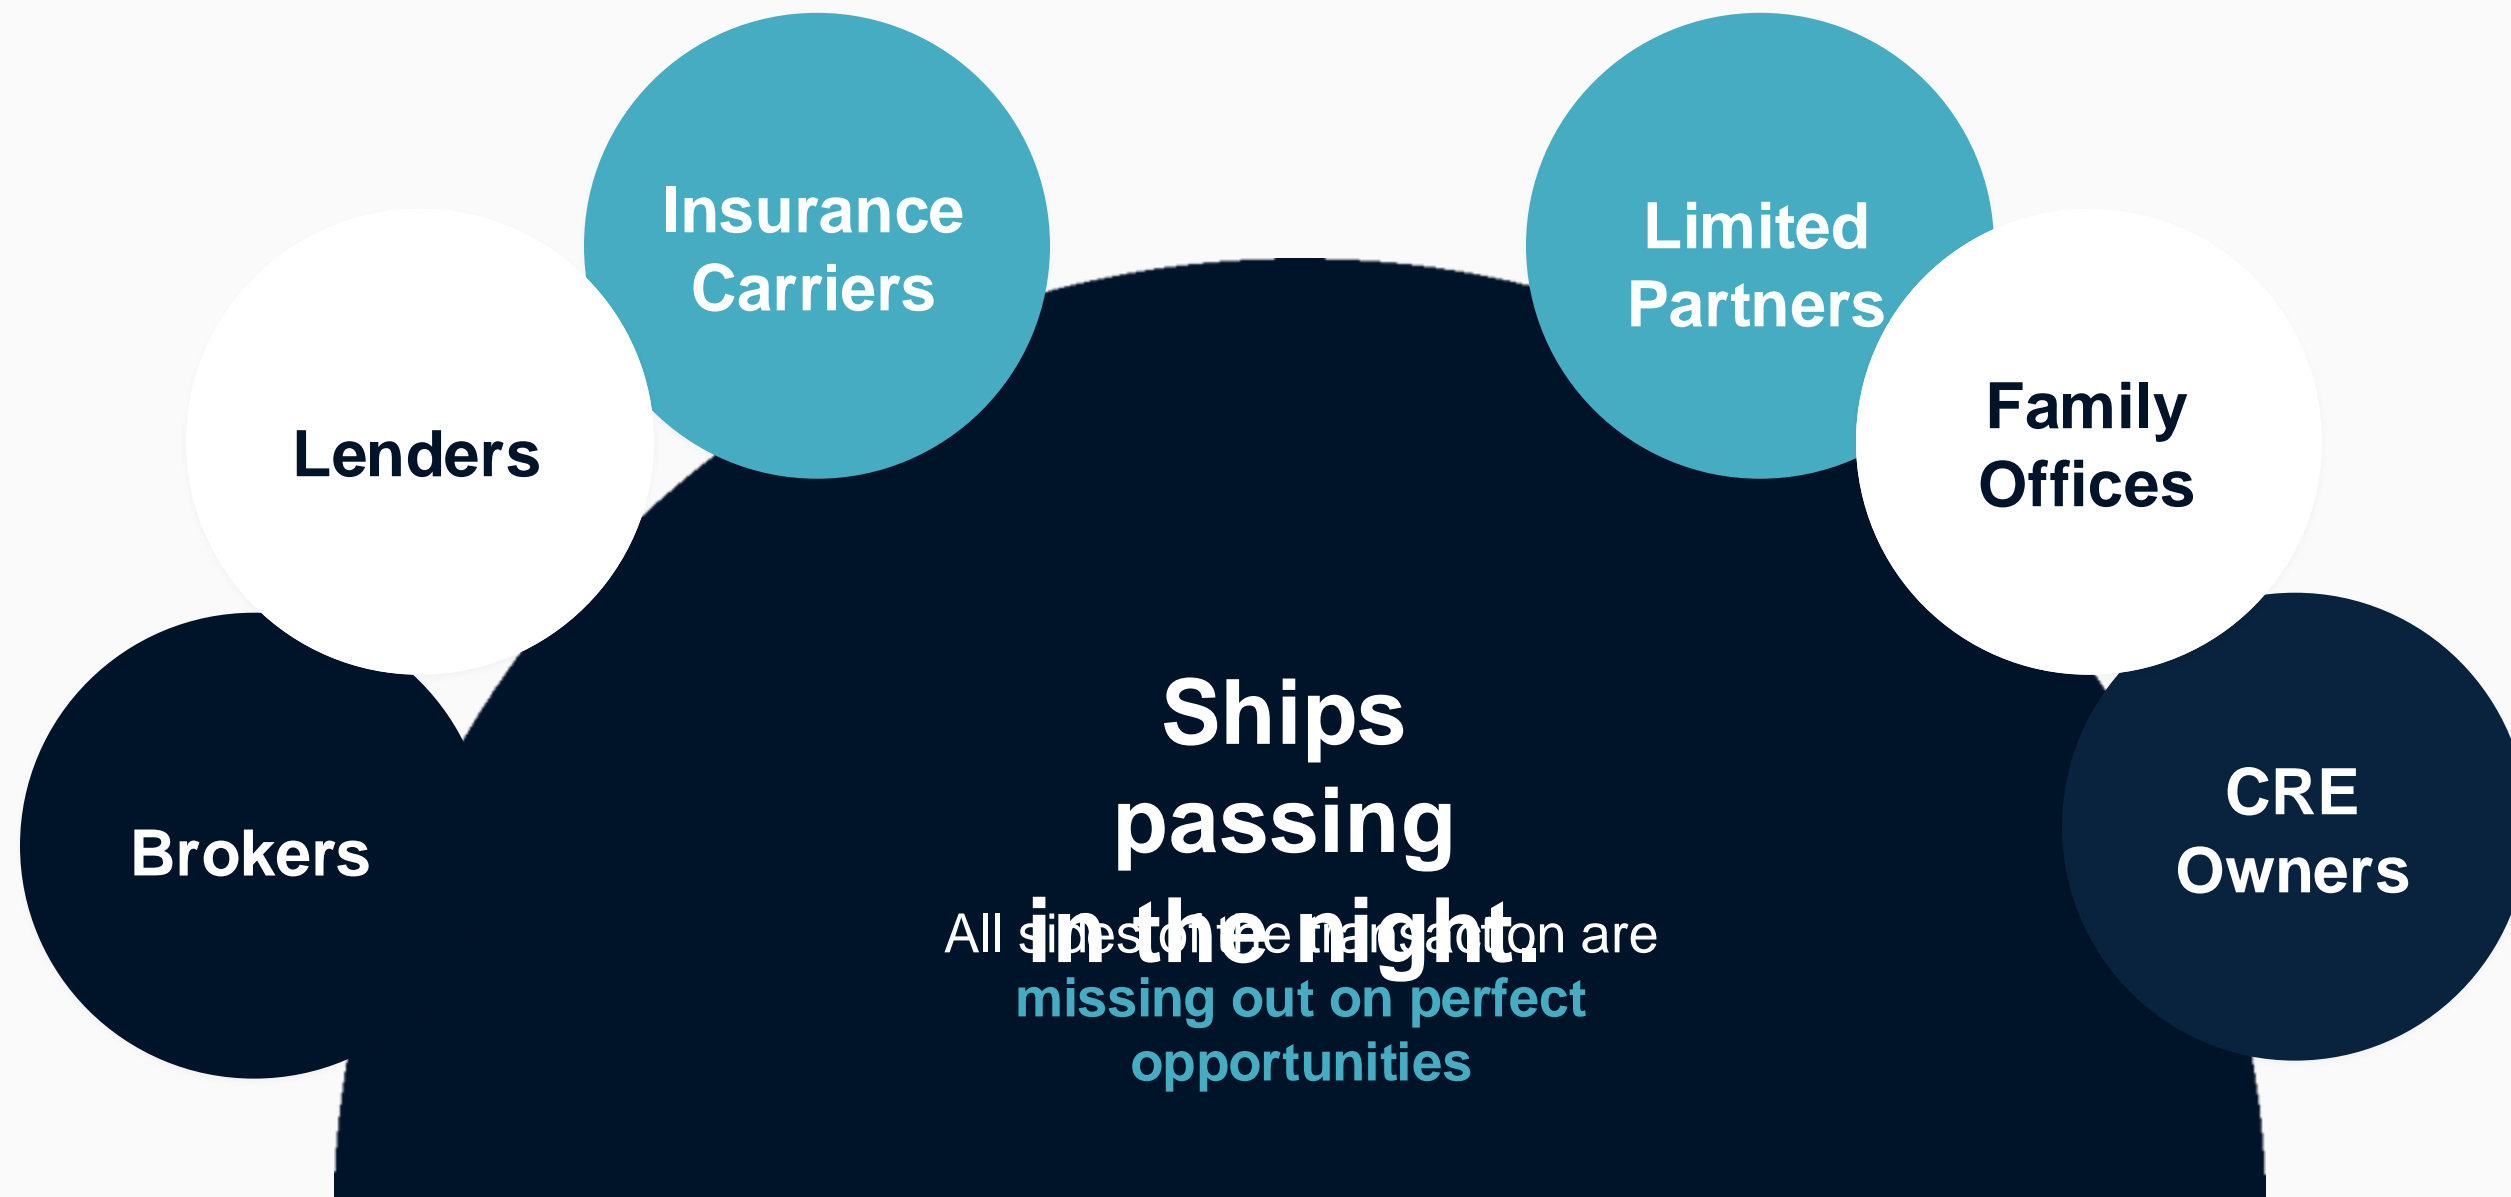 Insurance
Carriers
Limited
Partners
Lenders
Family
Offices
Brokers
CRE
Owners
Ships
passing
in the night.
All sides of the transaction are
missing out on perfect
opportunities